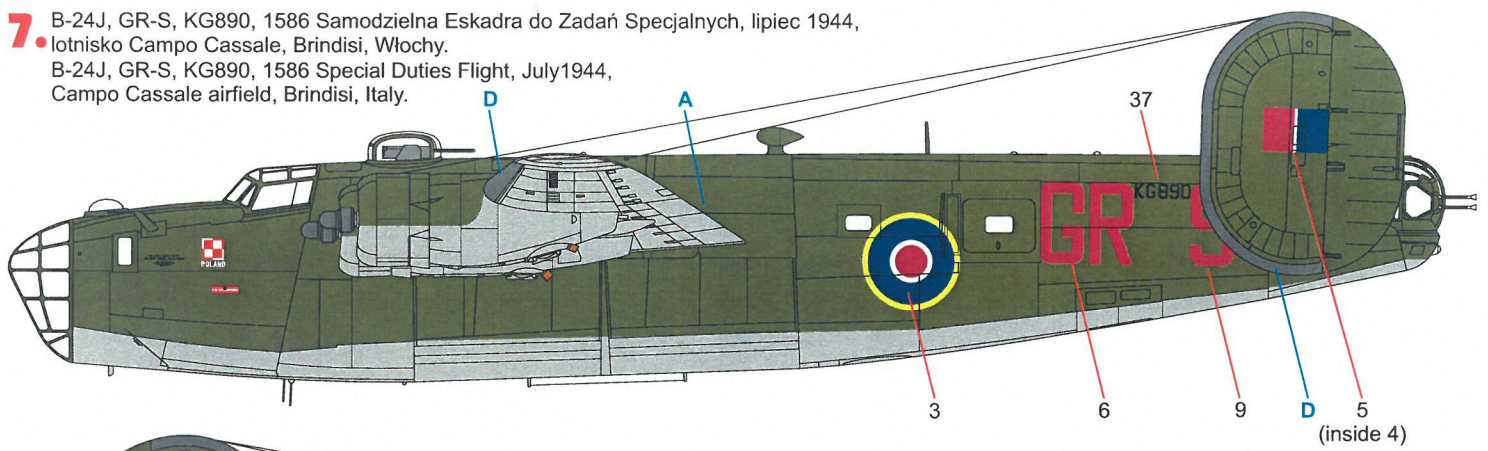 7.
B-24J, GR-S, KG890, 1586 Samodzielna Eskadra do Zadań Specjalnych, lipiec 1944,
lotnisko Campo Cassale, Brindisi, Włochy.
B-24J, GR-S, KG890, 1586 Special Duties Flight, July1944,
Campo Cassale airfield, Brindisi, Italy.
D
A
37
KG890
GR S
POLAND
D
3
6
9
D
5
(inside 4)